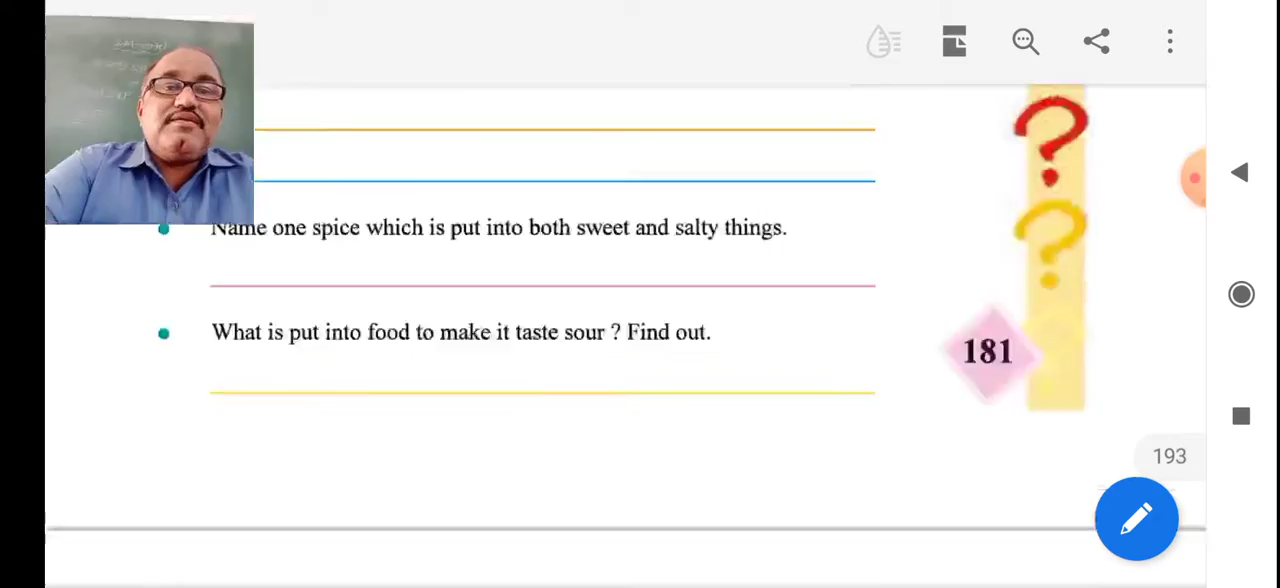 Name one spice which is put into both sweet and salty things.
What is put into food to make it taste sour ? Find out.
181
193